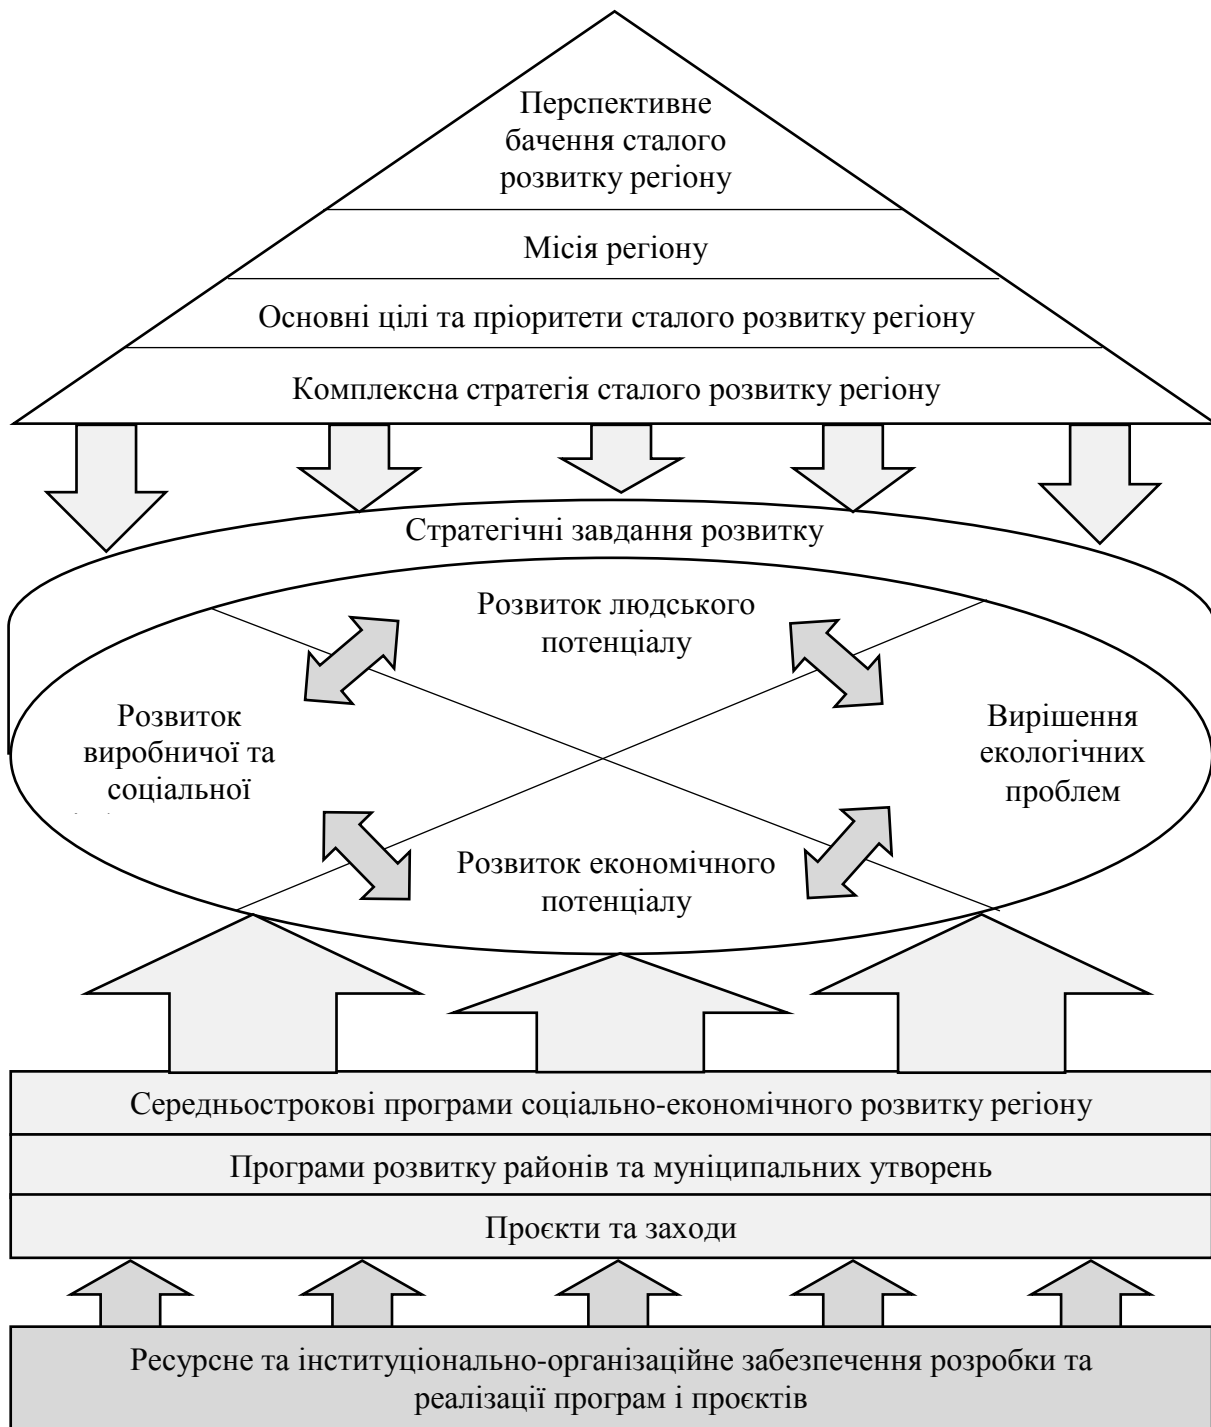 Перспективне
бачення сталого
розвитку регіону
Місія регіону
Основні цілі та пріоритети сталого розвитку регіону
Комплексна стратегія сталого розвитку регіону
Стратегічні завдання розвитку
Розвиток людського
потенціалу
Розвиток
виробничої та
соціальної
Вирішення
екологічних
проблем
Розвиток економічного
потенціалу
Середньострокові програми соціально-економічного розвитку регіону
Програми розвитку районів та муніципальних утворень
Проєкти та заходи
Ресурсне та інституціонально-організаційне забезпечення розробки та
реалізації програм і проєктів